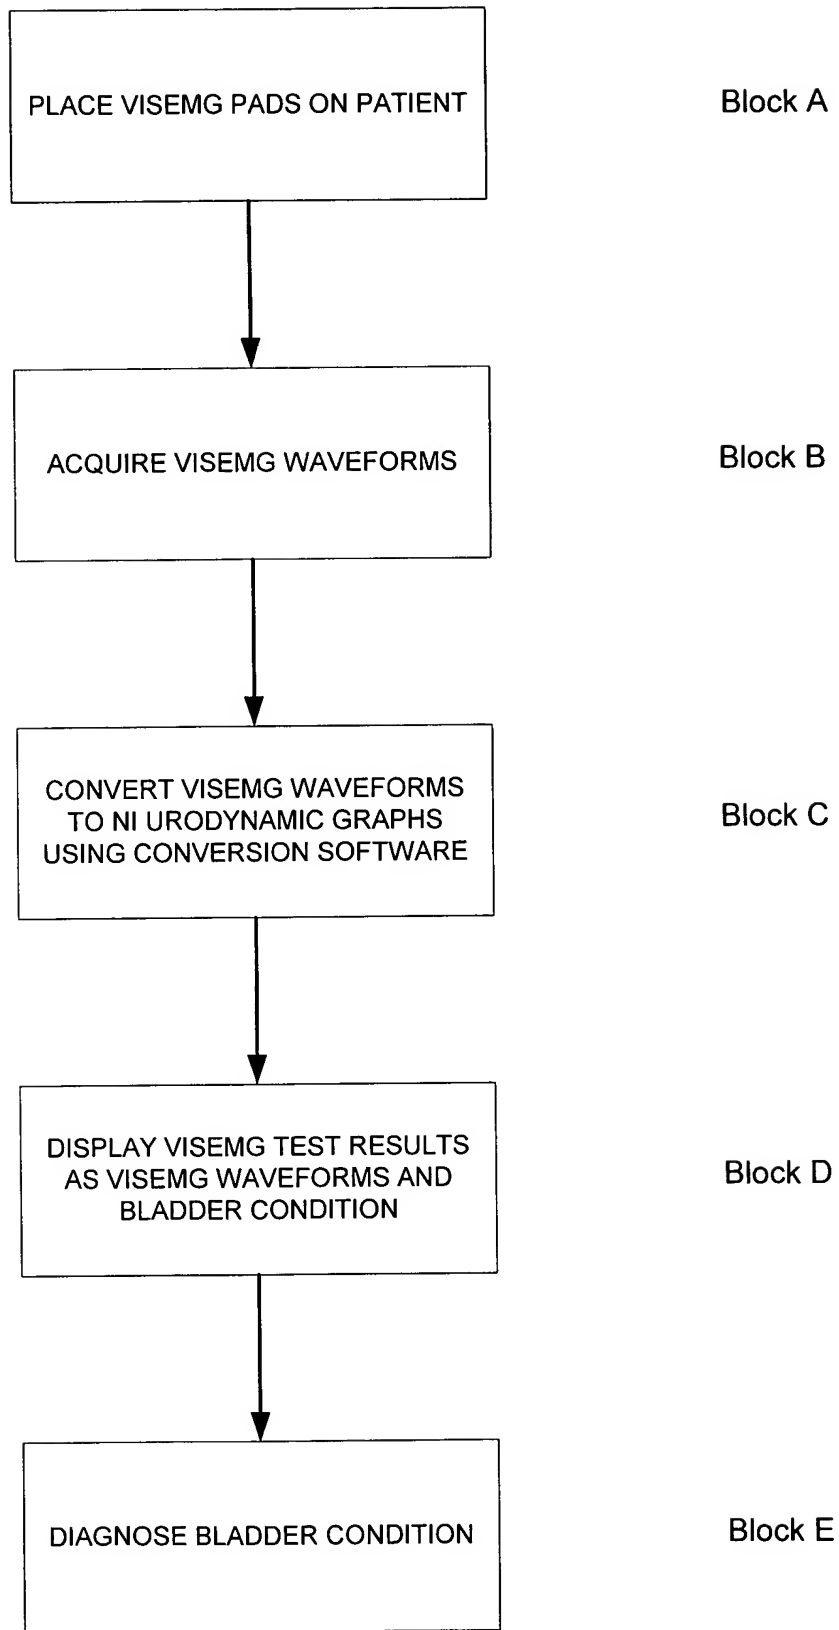 PLACE VISEMG PADS ON PATIENT
Block A
ACQUIRE VISEMG WAVEFORMS
Block B
CONVERT VISEMG WAVEFORMS
TO NI URODYNAMIC GRAPHS
USING CONVERSION SOFTWARE
Block C
DISPLAY VISEMG TEST RESULTS
AS VISEMG WAVEFORMS AND
BLADDER CONDITION
Block D
DIAGNOSE BLADDER CONDITION
Block E